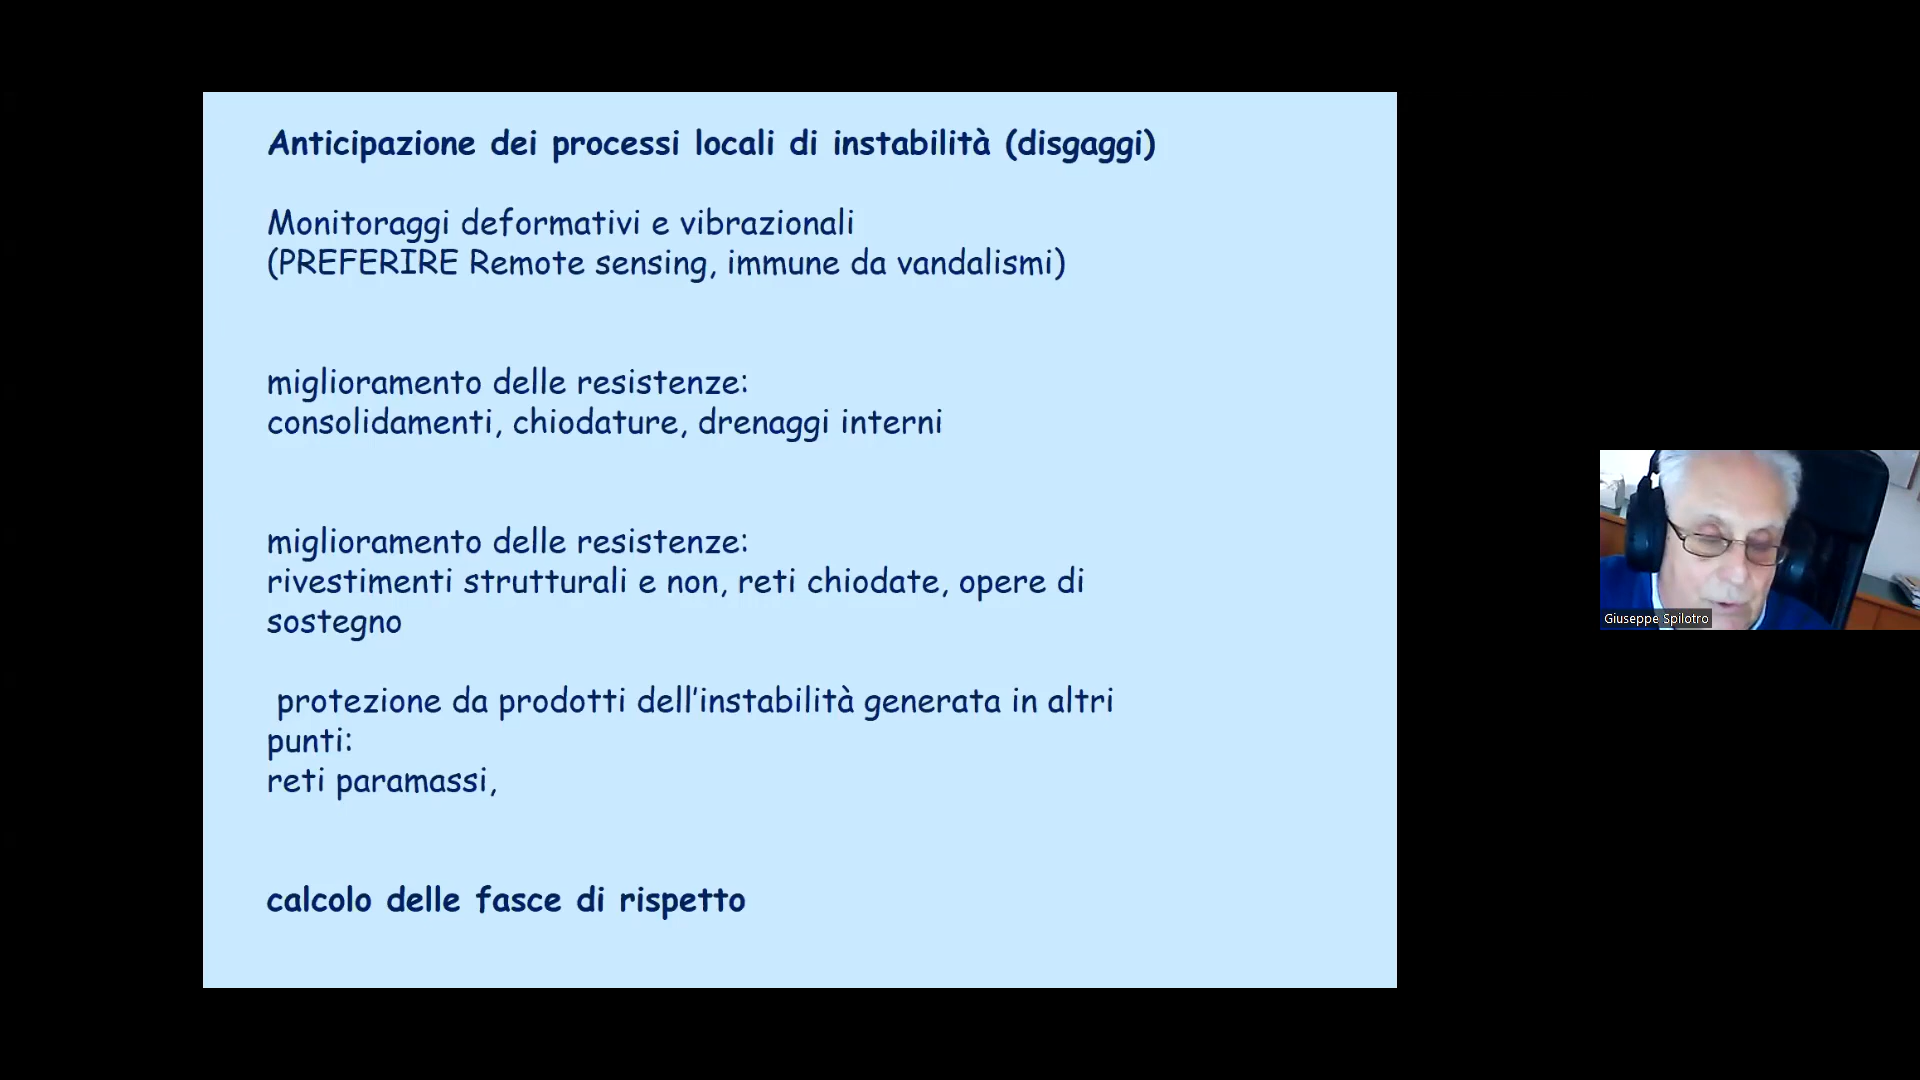 Anticipazione dei processi locali di instabilità (disgaggi)
Monitoraggi deformativi e vibrazionali
(PREFERIRE Remote sensing, immune da vandalismi)
miglioramento delle resistenze:
consolidamenti, chiodature, drenaggi interni
miglioramento delle resistenze:
rivestimenti strutturali e non, reti chiodate, opere di
sostegno
protezione da prodotti dell’instabilità generata in altri
punti:
reti paramassi,
calcolo delle fasce di rispetto
Giuseppe Spilotro